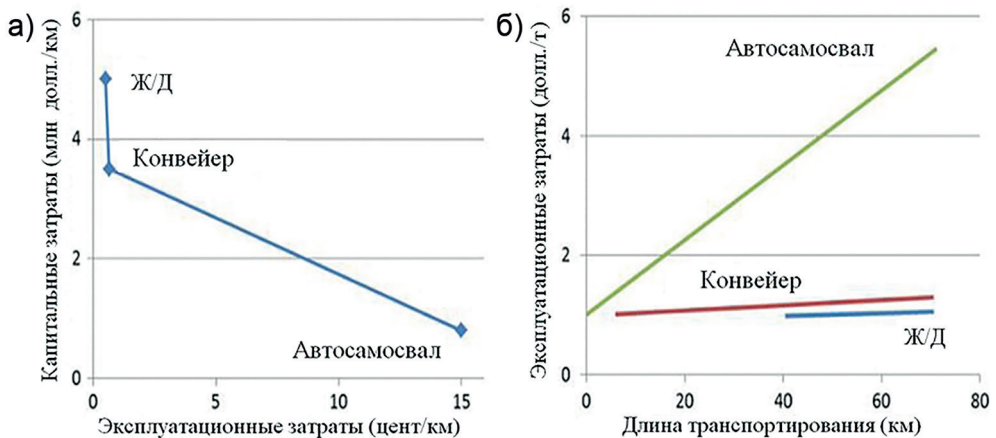 а)
Капитальные затраты (млн долл./км)
6
4
2
0
Ж/Д
Конвейер
Автосамосвал
0 5 10 15
Эксплуатационные затраты (цент/км)
б)
Эксплуатационные затраты (долл./т)
6
4
2
0
Автосамосвал
Конвейер
Ж/Д
0 20 40 60 80
Длина транспортирования (км)